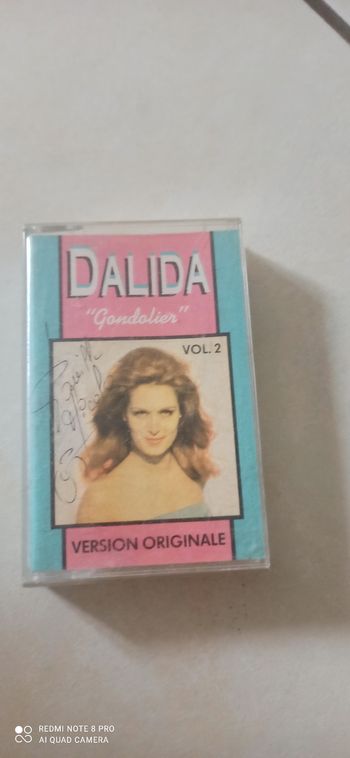 DALIDA
"Gondolier"
VOL. 2
VERSION ORIGINALE
REDMI NOTE 8 PRO
AI QUAD CAMERA